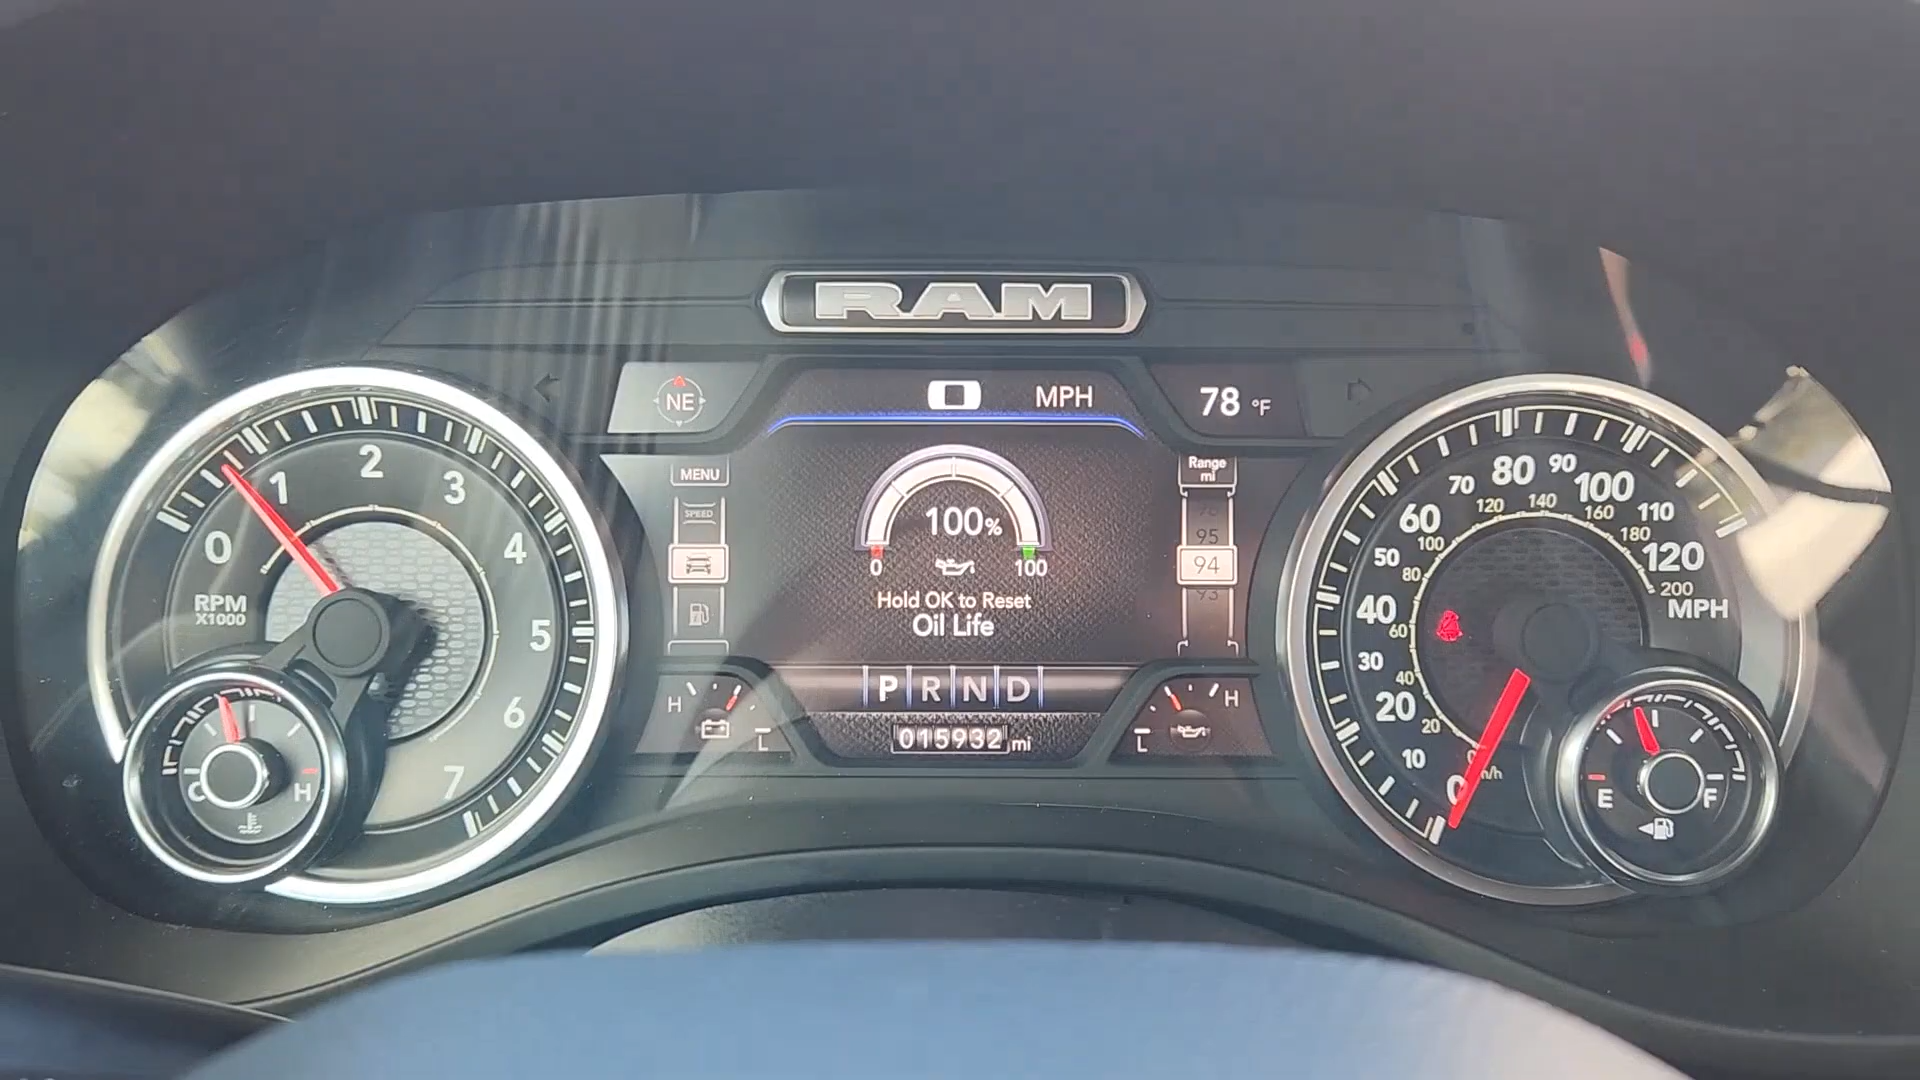 RAM
NE
0 MPH
78 °F
MENU
SPEED
Range
mi
95
94
93
100%
0
100
Hold OK to Reset
Oil Life
P R N D
015932 mi
H
L
H
L
0
1
2
3
4
5
6
7
RPM
X1000
C
H
0
10
20
30
40
50
60
70
80
90
100
110
120
MPH
20
40
60
80
100
120
140
160
180
200
E
F